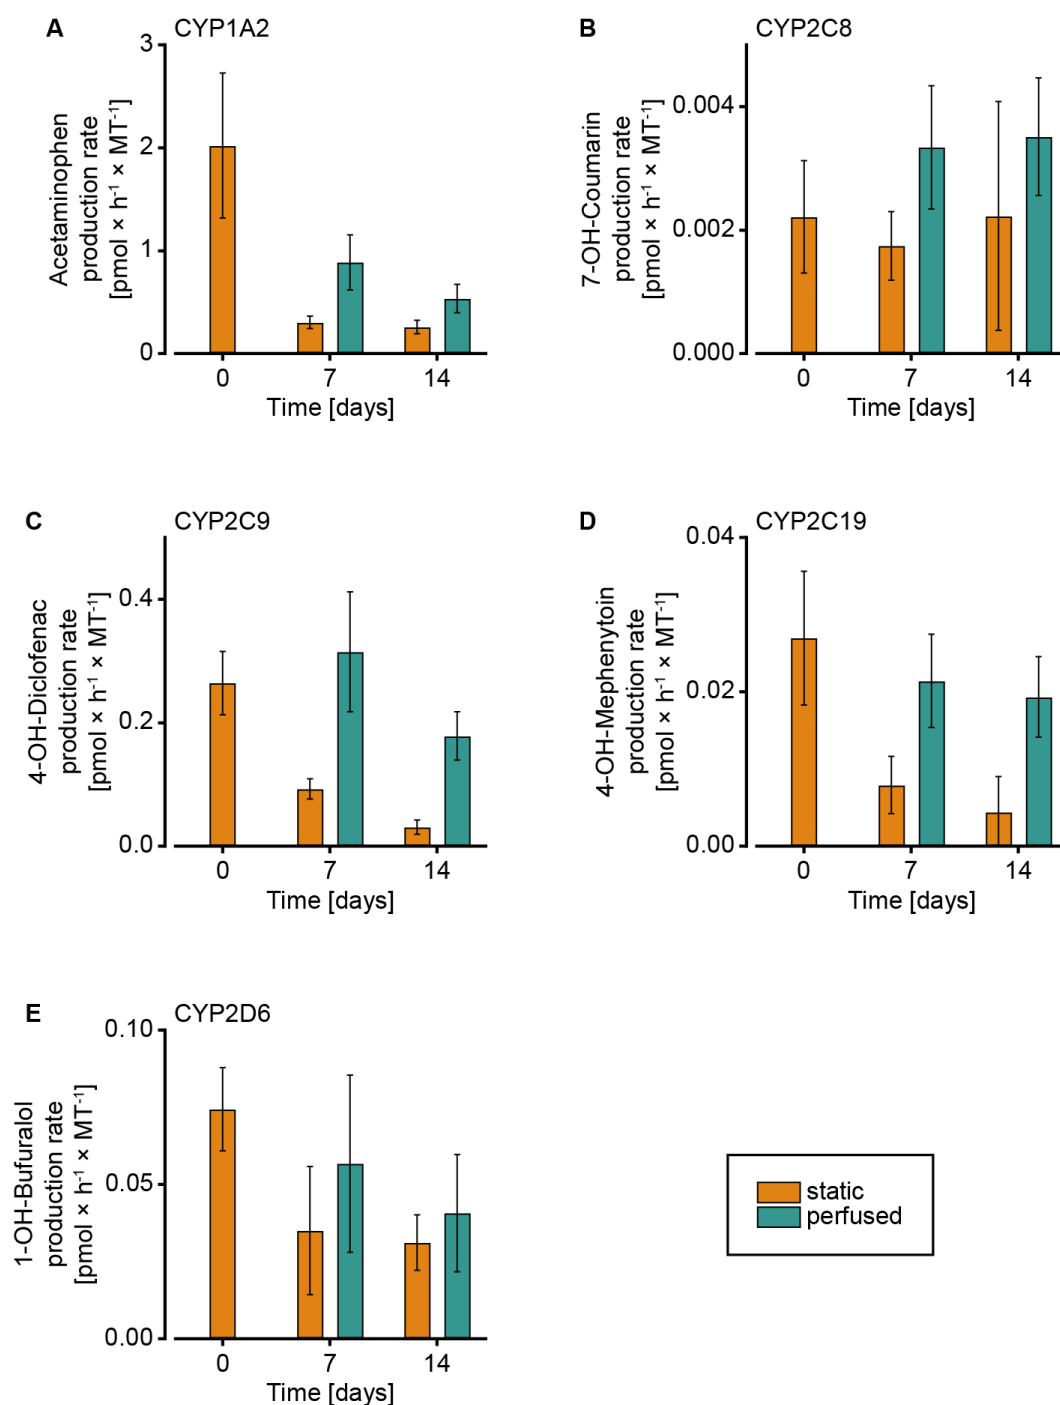 A
CYP1A2
Acetaminophen
production rate
[pmol × h⁻¹ × MT⁻¹]
3
2
1
0
0
7
14
Time [days]
B
CYP2C8
7-OH-Coumarin
production rate
[pmol × h⁻¹ × MT⁻¹]
0.004
0.002
0.000
0
7
14
Time [days]
C
CYP2C9
4-OH-Diclofenac
production rate
[pmol × h⁻¹ × MT⁻¹]
0.4
0.2
0.0
0
7
14
Time [days]
D
CYP2C19
4-OH-Mephenytoin
production rate
[pmol × h⁻¹ × MT⁻¹]
0.04
0.02
0.00
0
7
14
Time [days]
E
CYP2D6
1-OH-Bufuralol
production rate
[pmol × h⁻¹ × MT⁻¹]
0.10
0.05
0.00
0
7
14
Time [days]
static
perfused